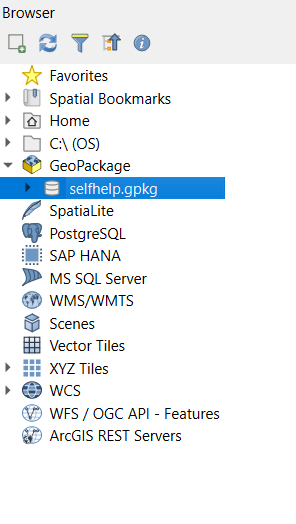 Browser
Favorites
Spatial Bookmarks
Home
C:\ (OS)
GeoPackage
selfhelp.gpkg
SpatiaLite
PostgreSQL
SAP HANA
MS SQL Server
WMS/WMTS
Scenes
Vector Tiles
XYZ Tiles
WCS
WFS / OGC API - Features
ArcGIS REST Servers